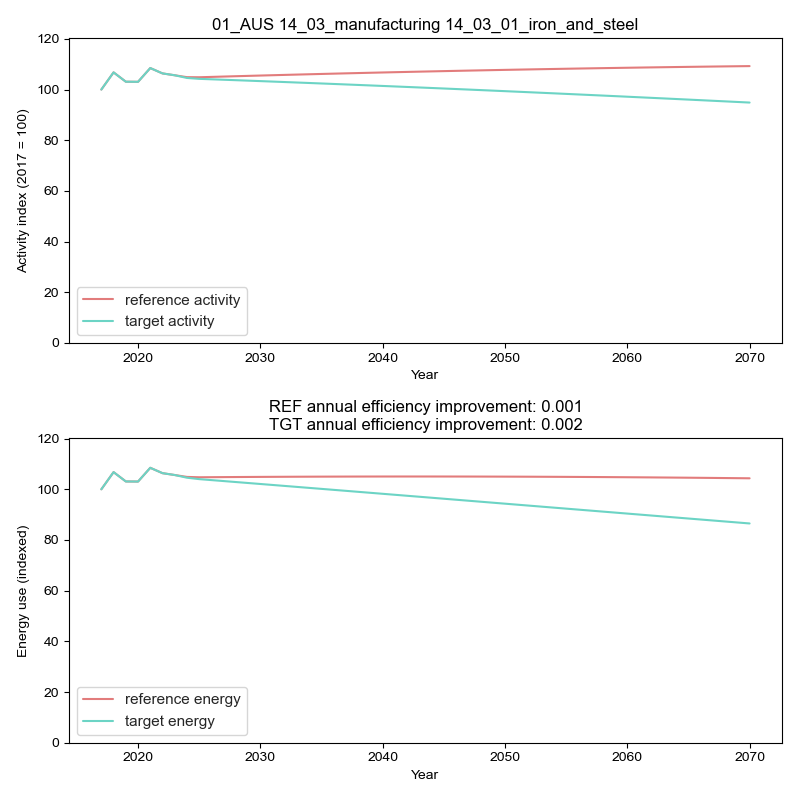 01_AUS 14_03_manufacturing 14_03_01_iron_and_steel
120
100
80
60
40
20
0
Activity index (2017 = 100)
reference activity
target activity
2020 2030 2040 2050 2060 2070
Year
REF annual efficiency improvement: 0.001
TGT annual efficiency improvement: 0.002
120
100
80
60
40
20
0
Energy use (indexed)
reference energy
target energy
2020 2030 2040 2050 2060 2070
Year